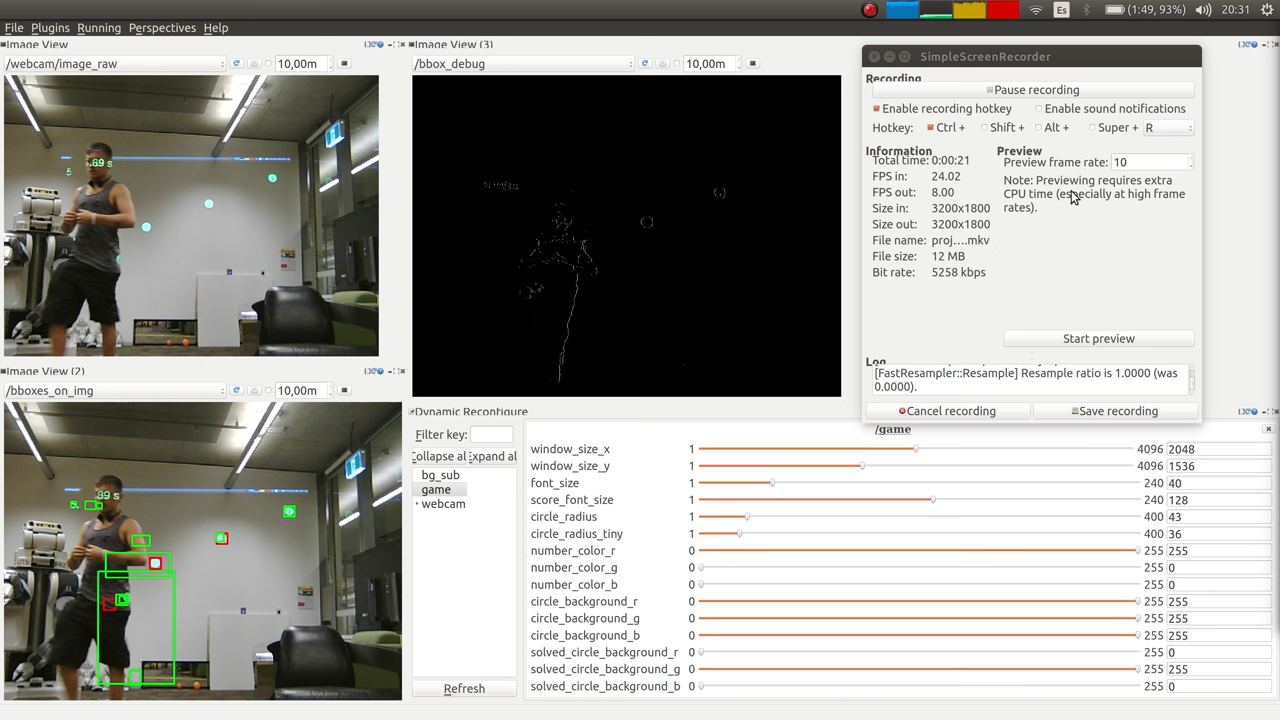 Es
(1:49, 93%)
20:31
File Plugins Running Perspectives Help
Image View
/webcam/image_raw
10,00m
5
.89 s
Image View (3)
/bbox_debug
10,00m
Image View (2)
/bboxes_on_img
10,00m
.89 s
SimpleScreenRecorder
Recording
Pause recording
Enable recording hotkey
Enable sound notifications
Hotkey: Ctrl + Shift + Alt + Super + R
Information
Total time: 0:00:21
FPS in: 24.02
FPS out: 8.00
Size in: 3200x1800
Size out: 3200x1800
File name: proj....mkv
File size: 12 MB
Bit rate: 5258 kbps
Preview
Preview frame rate: 10
Note: Previewing requires extra
CPU time (especially at high frame
rates).
Start preview
Log
[FastResampler::Resample] Resample ratio is 1.0000 (was
0.0000).
Cancel recording
Save recording
Dynamic Reconfigure
Filter key:
Collapse al Expand al
bg_sub
game
webcam
Refresh
/game
window_size_x 1 4096 2048
window_size_y 1 4096 1536
font_size 1 240 40
score_font_size 1 240 128
circle_radius 1 400 43
circle_radius_tiny 1 400 36
number_color_r 0 255 255
number_color_g 0 255 0
number_color_b 0 255 0
circle_background_r 0 255 255
circle_background_g 0 255 255
circle_background_b 0 255 255
solved_circle_background_r 0 255 0
solved_circle_background_g 0 255 255
solved_circle_background_b 0 255 0